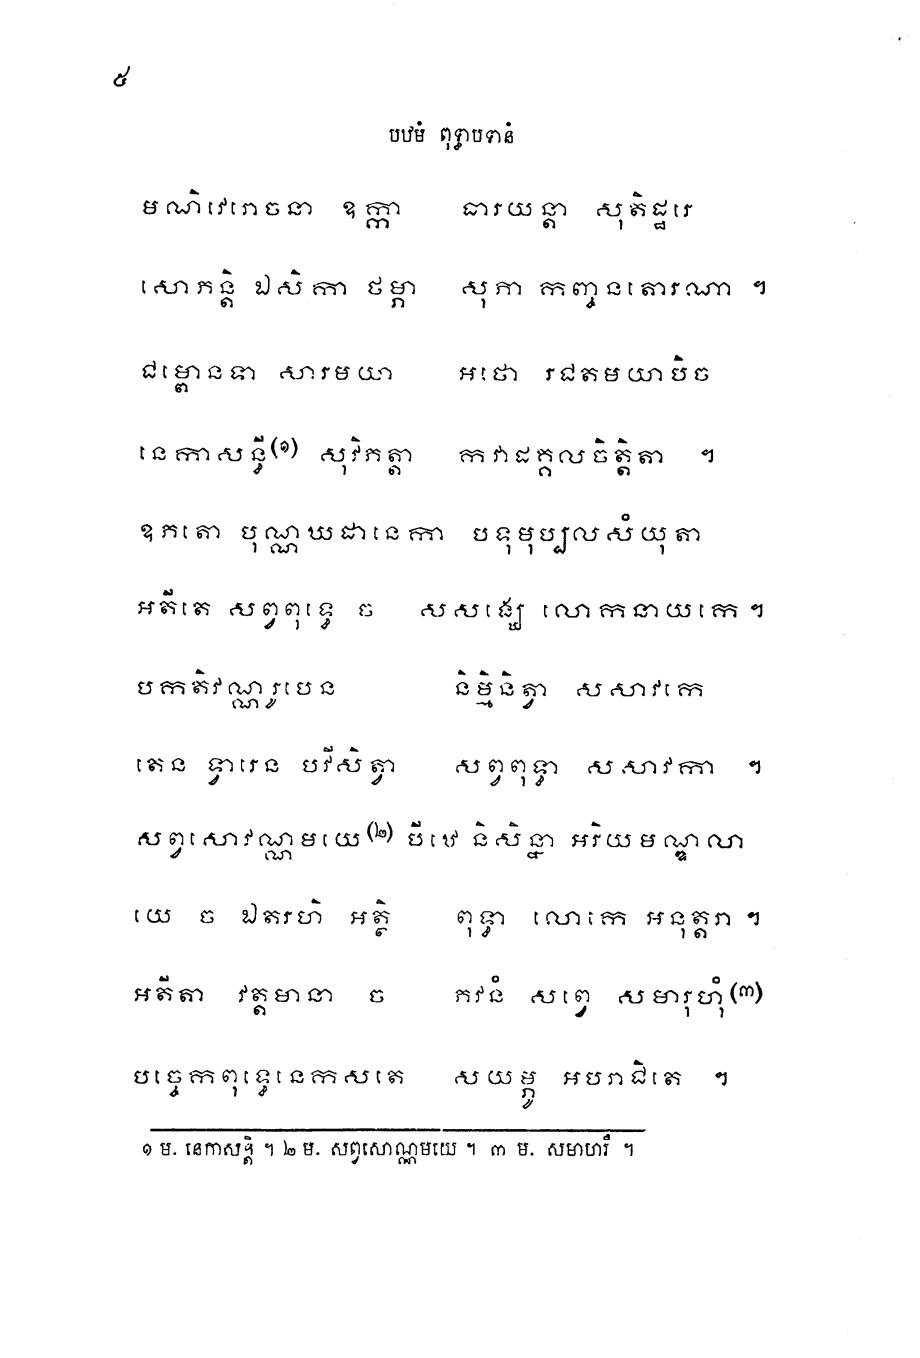 ៥
បឋមំ ពុទ្ធាបទានំ
មណិវេរោចនា ឧក្កា ធារយន្តា សុតិដ្ឋរេ
សោភន្តិ ឯសិកា ថម្ភា សុភា កញ្ចនតោរណា ។
ជម្ពោនទា សារមយា អថោ រជតមយាបិច
នេកាសន្ធី(១) សុវិភត្តា កវាដគ្គលចិត្តិតា ។
ឧភតោ បុណ្ណឃដានេកា បទុមុប្បលសំយុតា
អតីតេ សព្វពុទ្ធេ ច សសង្ឃេ លោកនាយកេ ។
បកតិវណ្ណរូបេន និម្មិនិត្វា សសាវកេ
តេន ទ្វារេន បវីសិត្វា សព្វពុទ្ធា សសាវកា ។
សព្វសោវណ្ណមយេ(២) បីឋេ និសិន្នា អរិយមណ្ឌលា
យេ ច ឯតរហិ អត្ថិ ពុទ្ធា លោកេ អនុត្តរា ។
អតីតា វត្តមានា ច ភវនំ សព្វេ សមារុហុំ(៣)
បច្ចេកពុទ្ធេនេកសតេ សយម្ភូ អបរាជិតេ ។
១ ម. នេកាសន្តិ ។ ២ ម. សព្វសោណ្ណមយេ ។ ៣ ម. សមាហរឹ ។